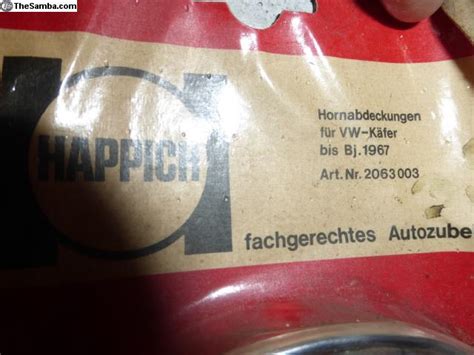 TheSamba.com
HAPPICH
Hornabdeckungen
für VW-Käfer
bis Bj.1967
Art.Nr. 2063003
fachgerechtes Autozube